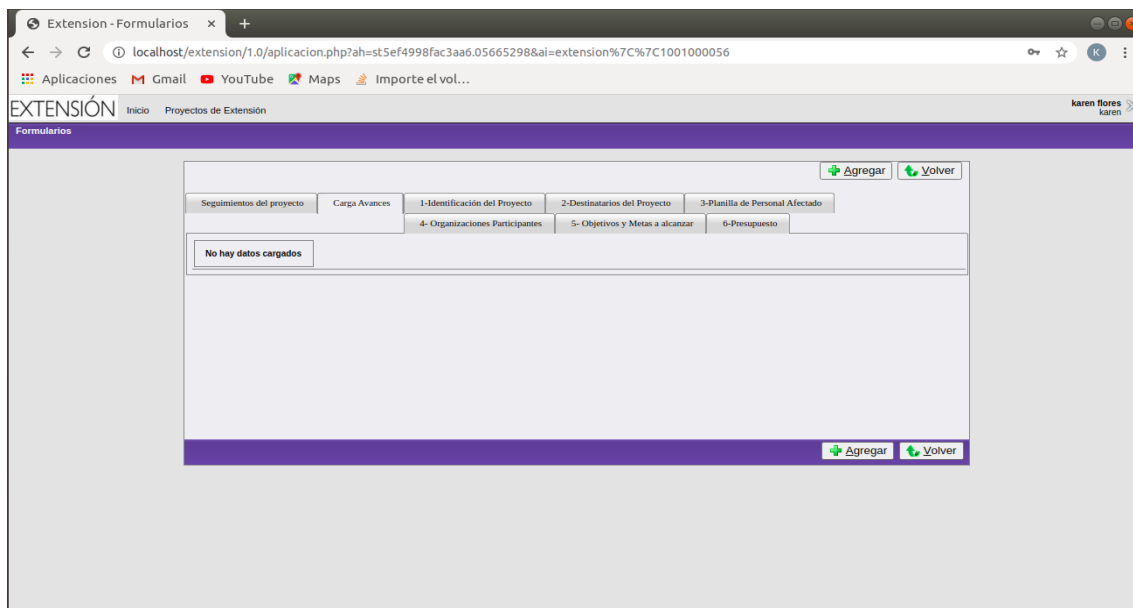 Extension - Formularios
localhost/extension/1.0/aplicacion.php?ah=st5ef4998fac3aa6.05665298&ai=extension%7C%7C1001000056
K
Aplicaciones Gmail YouTube Maps Importe el vol...
EXTENSIÓN Inicio Proyectos de Extensión karen flores
karen
Formularios
Agregar Volver
Seguimientos del proyecto Carga Avances 1-Identificación del Proyecto 2-Destinatarios del Proyecto 3-Planilla de Personal Afectado
4- Organizaciones Participantes 5- Objetivos y Metas a alcanzar 6-Presupuesto
No hay datos cargados
Agregar Volver